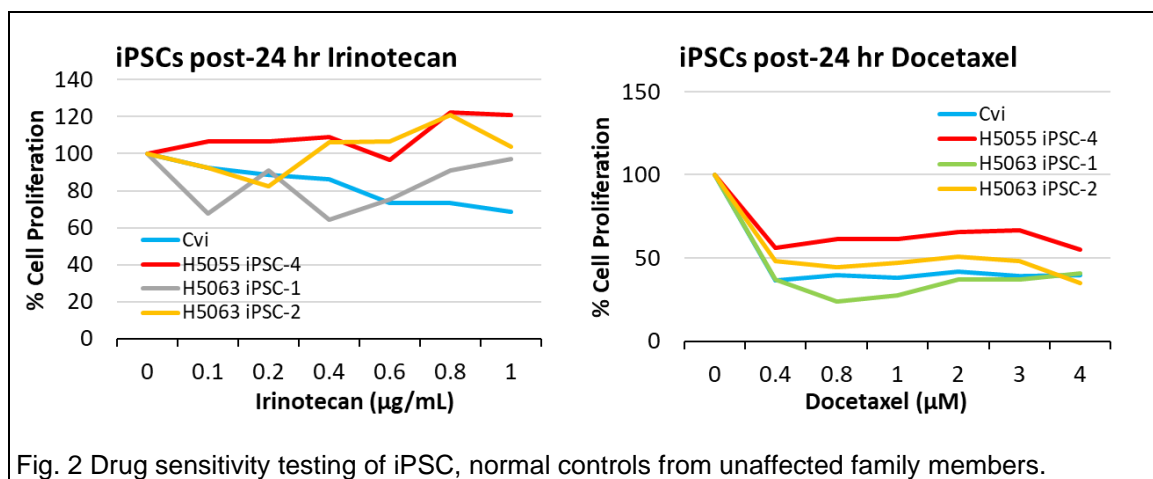 iPSCs post-24 hr Irinotecan
140
120
100
80
60
40
20
0
% Cell Proliferation
Cvi
H5055 iPSC-4
H5063 iPSC-1
H5063 iPSC-2
0 0.1 0.2 0.4 0.6 0.8 1
Irinotecan (µg/mL)
iPSCs post-24 hr Docetaxel
150
100
50
0
% Cell Proliferation
Cvi
H5055 iPSC-4
H5063 iPSC-1
H5063 iPSC-2
0 0.4 0.8 1 2 3 4
Docetaxel (µM)
Fig. 2 Drug sensitivity testing of iPSC, normal controls from unaffected family members.